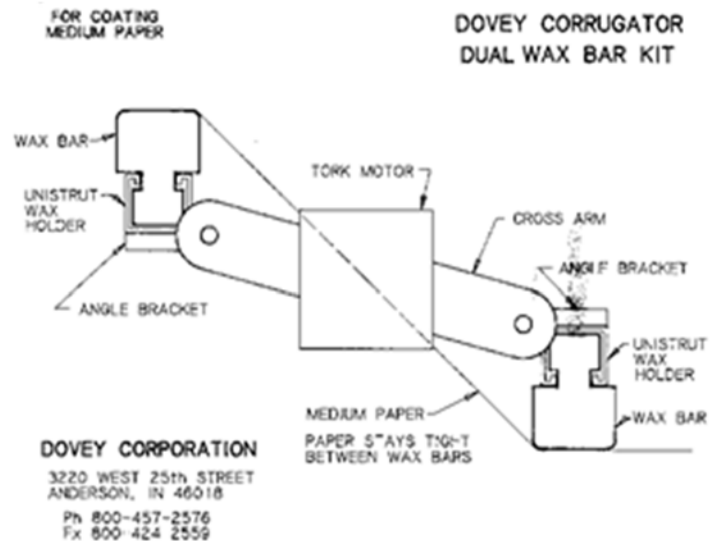 FOR COATING
MEDIUM PAPER
DOVEY CORRUGATOR
DUAL WAX BAR KIT
WAX BAR
TORK MOTOR
UNISTRUT
WAX
HOLDER
CROSS ARM
ANGLE BRACKET
ANGLE BRACKET
UNISTRUT
WAX
HOLDER
MEDIUM PAPER
WAX BAR
PAPER STAYS TIGHT
BETWEEN WAX BARS
DOVEY CORPORATION
3220 WEST 25th STREET
ANDERSON, IN 46018
Ph 800-457-2576
Fx 800 424 2559